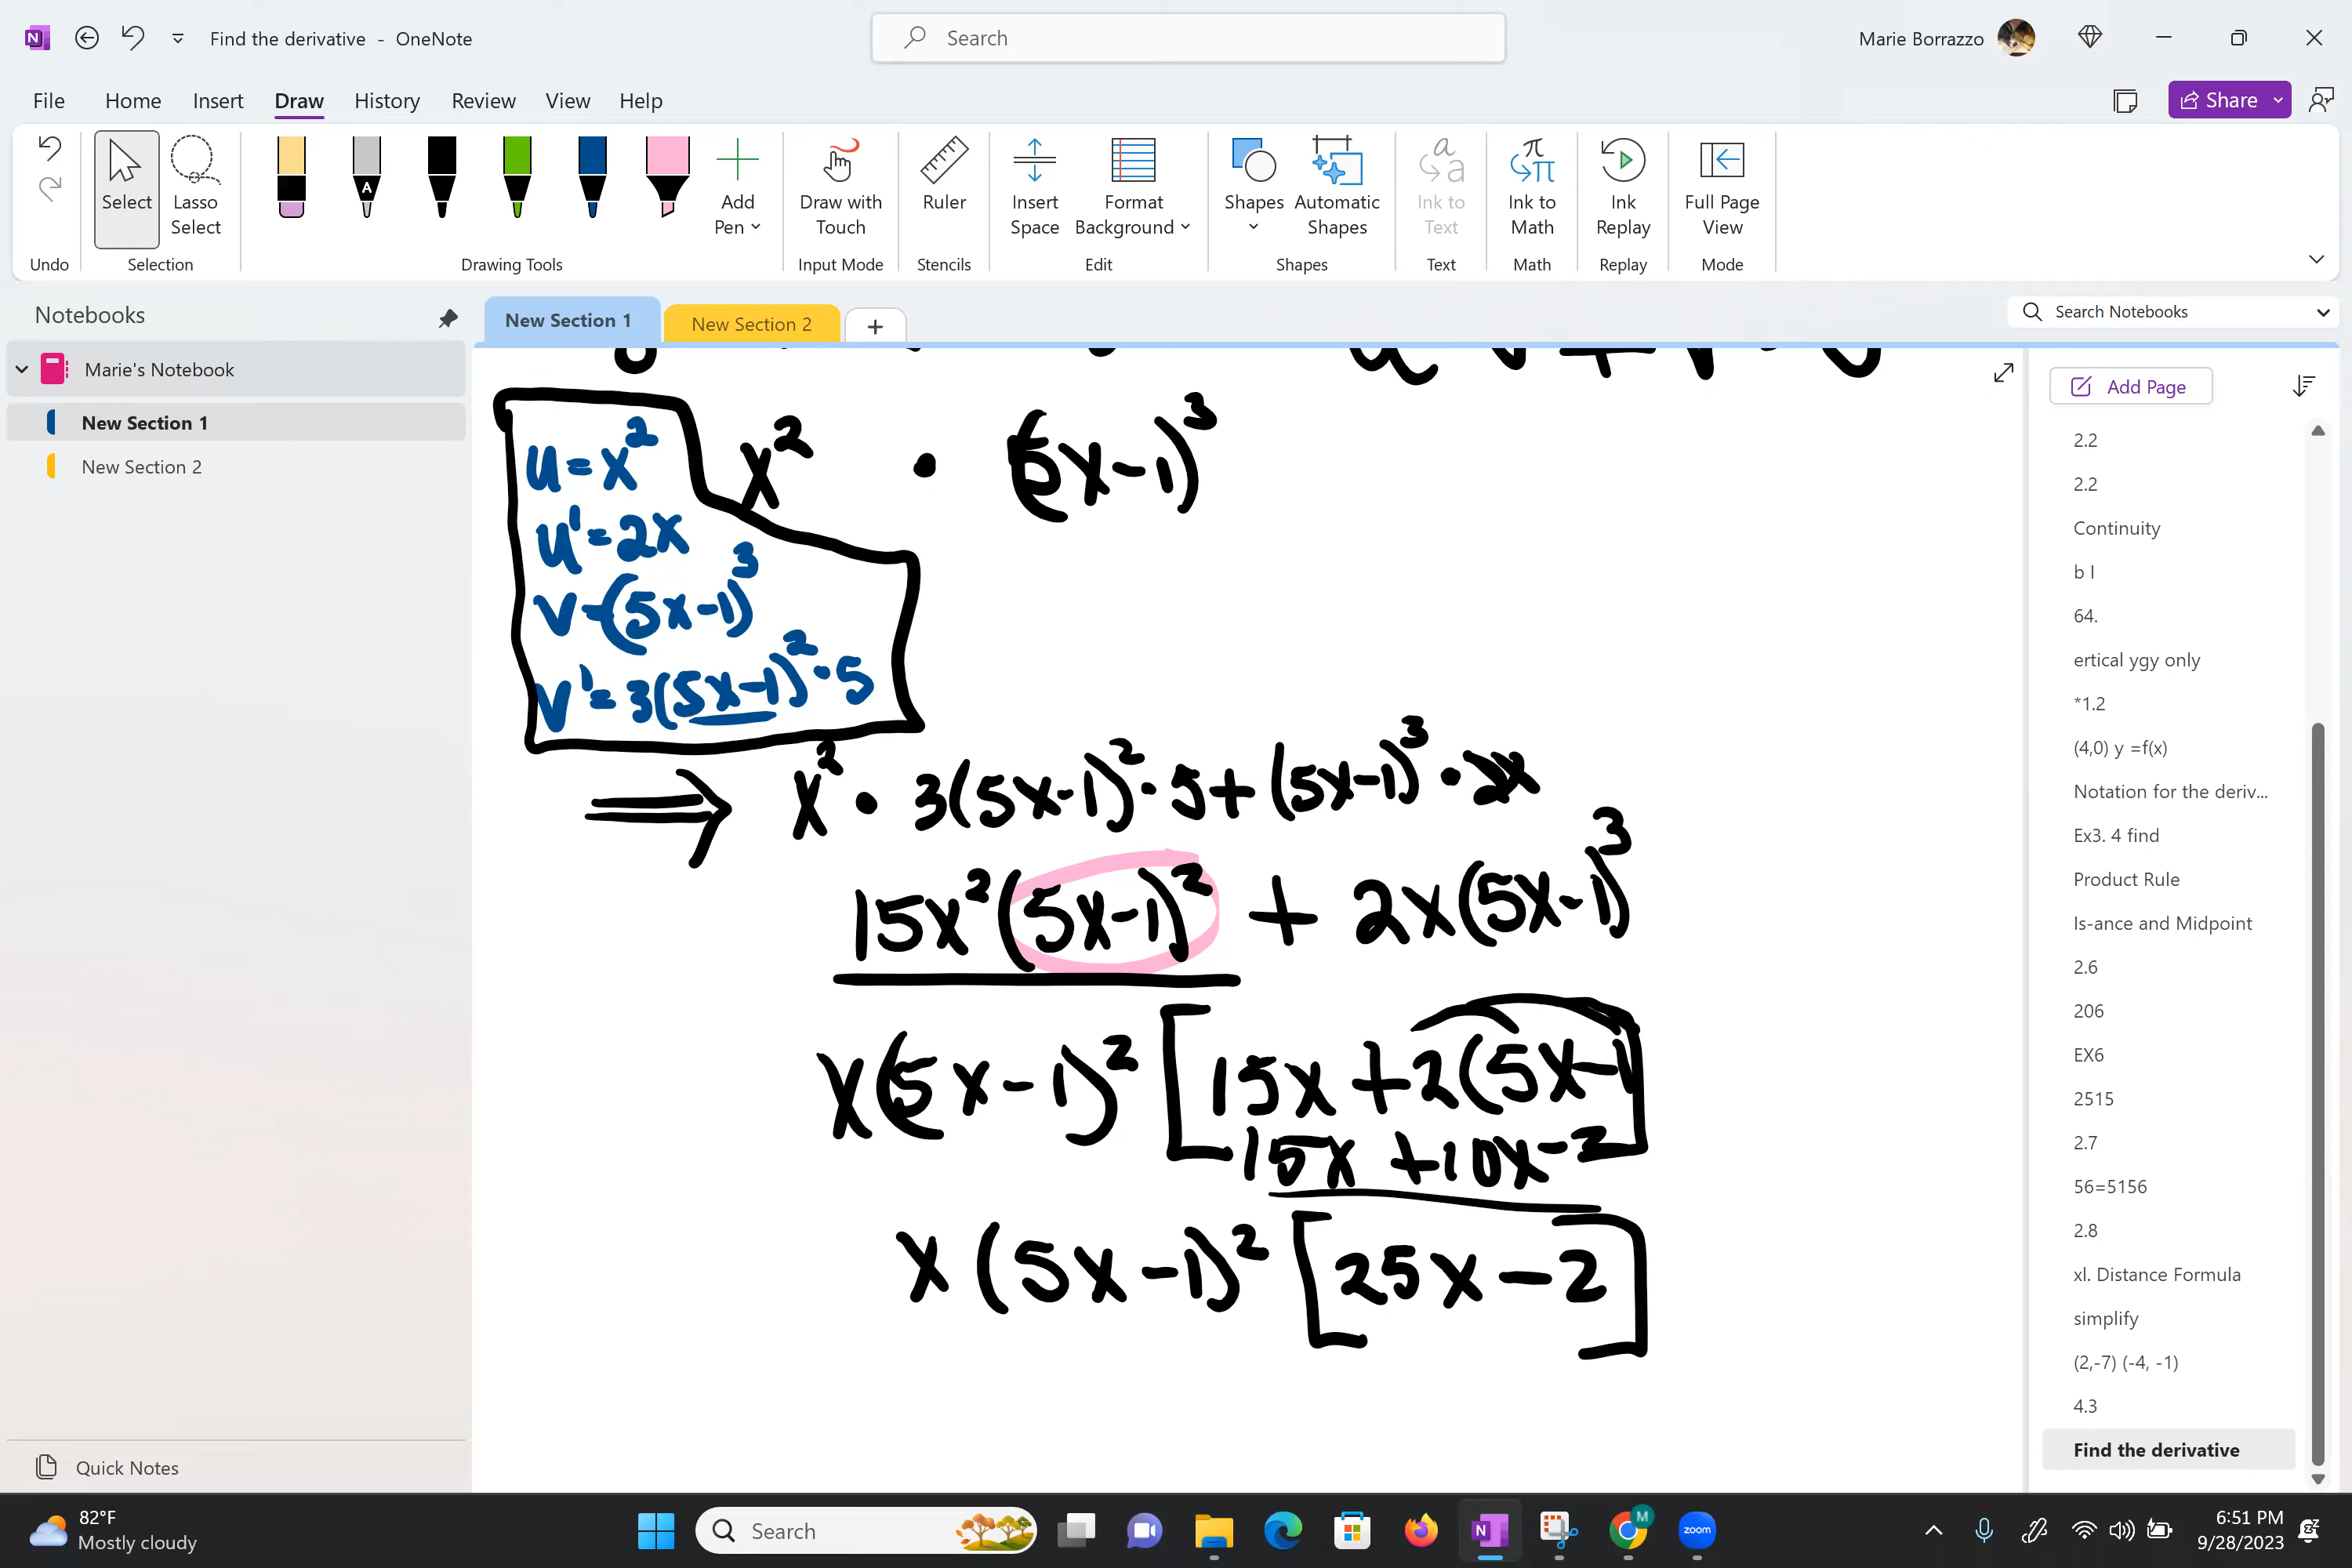 Find the derivative - OneNote
Search
Marie Borrazzo
File Home Insert Draw History Review View Help
Share
Select
Lasso Select
A
Add Pen
Draw with Touch
Ruler
Insert Space
Format Background
Shapes
Automatic Shapes
Ink to Text
Ink to Math
Ink Replay
Full Page View
Undo Selection Drawing Tools Input Mode Stencils Edit Shapes Text Math Replay Mode
Notebooks
Marie's Notebook
New Section 1
New Section 2
Quick Notes
New Section 1 New Section 2 +
Search Notebooks
x² • (5x-1)³
u=x²
u'=2x
v-(5x-1)³
v'=3(5x-1)²•5
⇒ x² • 3(5x-1)²•5+(5x-1)³•2x
15x²(5x-1)² + 2x(5x-1)³
x(5x-1)² [15x+2(5x-1)]
15x+10x-2
x(5x-1)² [25x-2]
Add Page
2.2
2.2
Continuity
b I
64.
ertical ygy only
*1.2
(4,0) y =f(x)
Notation for the deriv...
Ex3. 4 find
Product Rule
Is-ance and Midpoint
2.6
206
EX6
2515
2.7
56=5156
2.8
xl. Distance Formula
simplify
(2,-7) (-4, -1)
4.3
Find the derivative
82°F
Mostly cloudy
Search
N
M
zoom
6:51 PM
9/28/2023